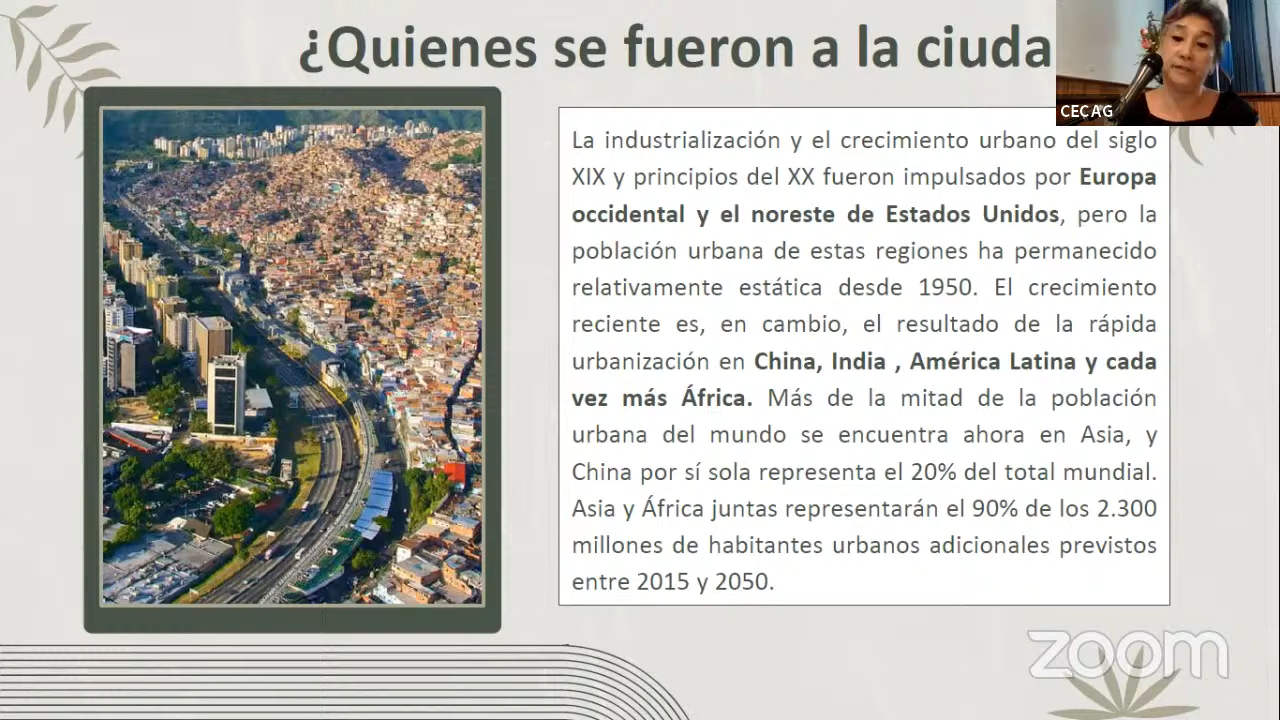 ¿Quienes se fueron a la ciuda
CECAG
La industrialización y el crecimiento urbano del siglo
XIX y principios del XX fueron impulsados por Europa
occidental y el noreste de Estados Unidos, pero la
población urbana de estas regiones ha permanecido
relativamente estática desde 1950. El crecimiento
reciente es, en cambio, el resultado de la rápida
urbanización en China, India , América Latina y cada
vez más África. Más de la mitad de la población
urbana del mundo se encuentra ahora en Asia, y
China por sí sola representa el 20% del total mundial.
Asia y África juntas representarán el 90% de los 2.300
millones de habitantes urbanos adicionales previstos
entre 2015 y 2050.
zoom